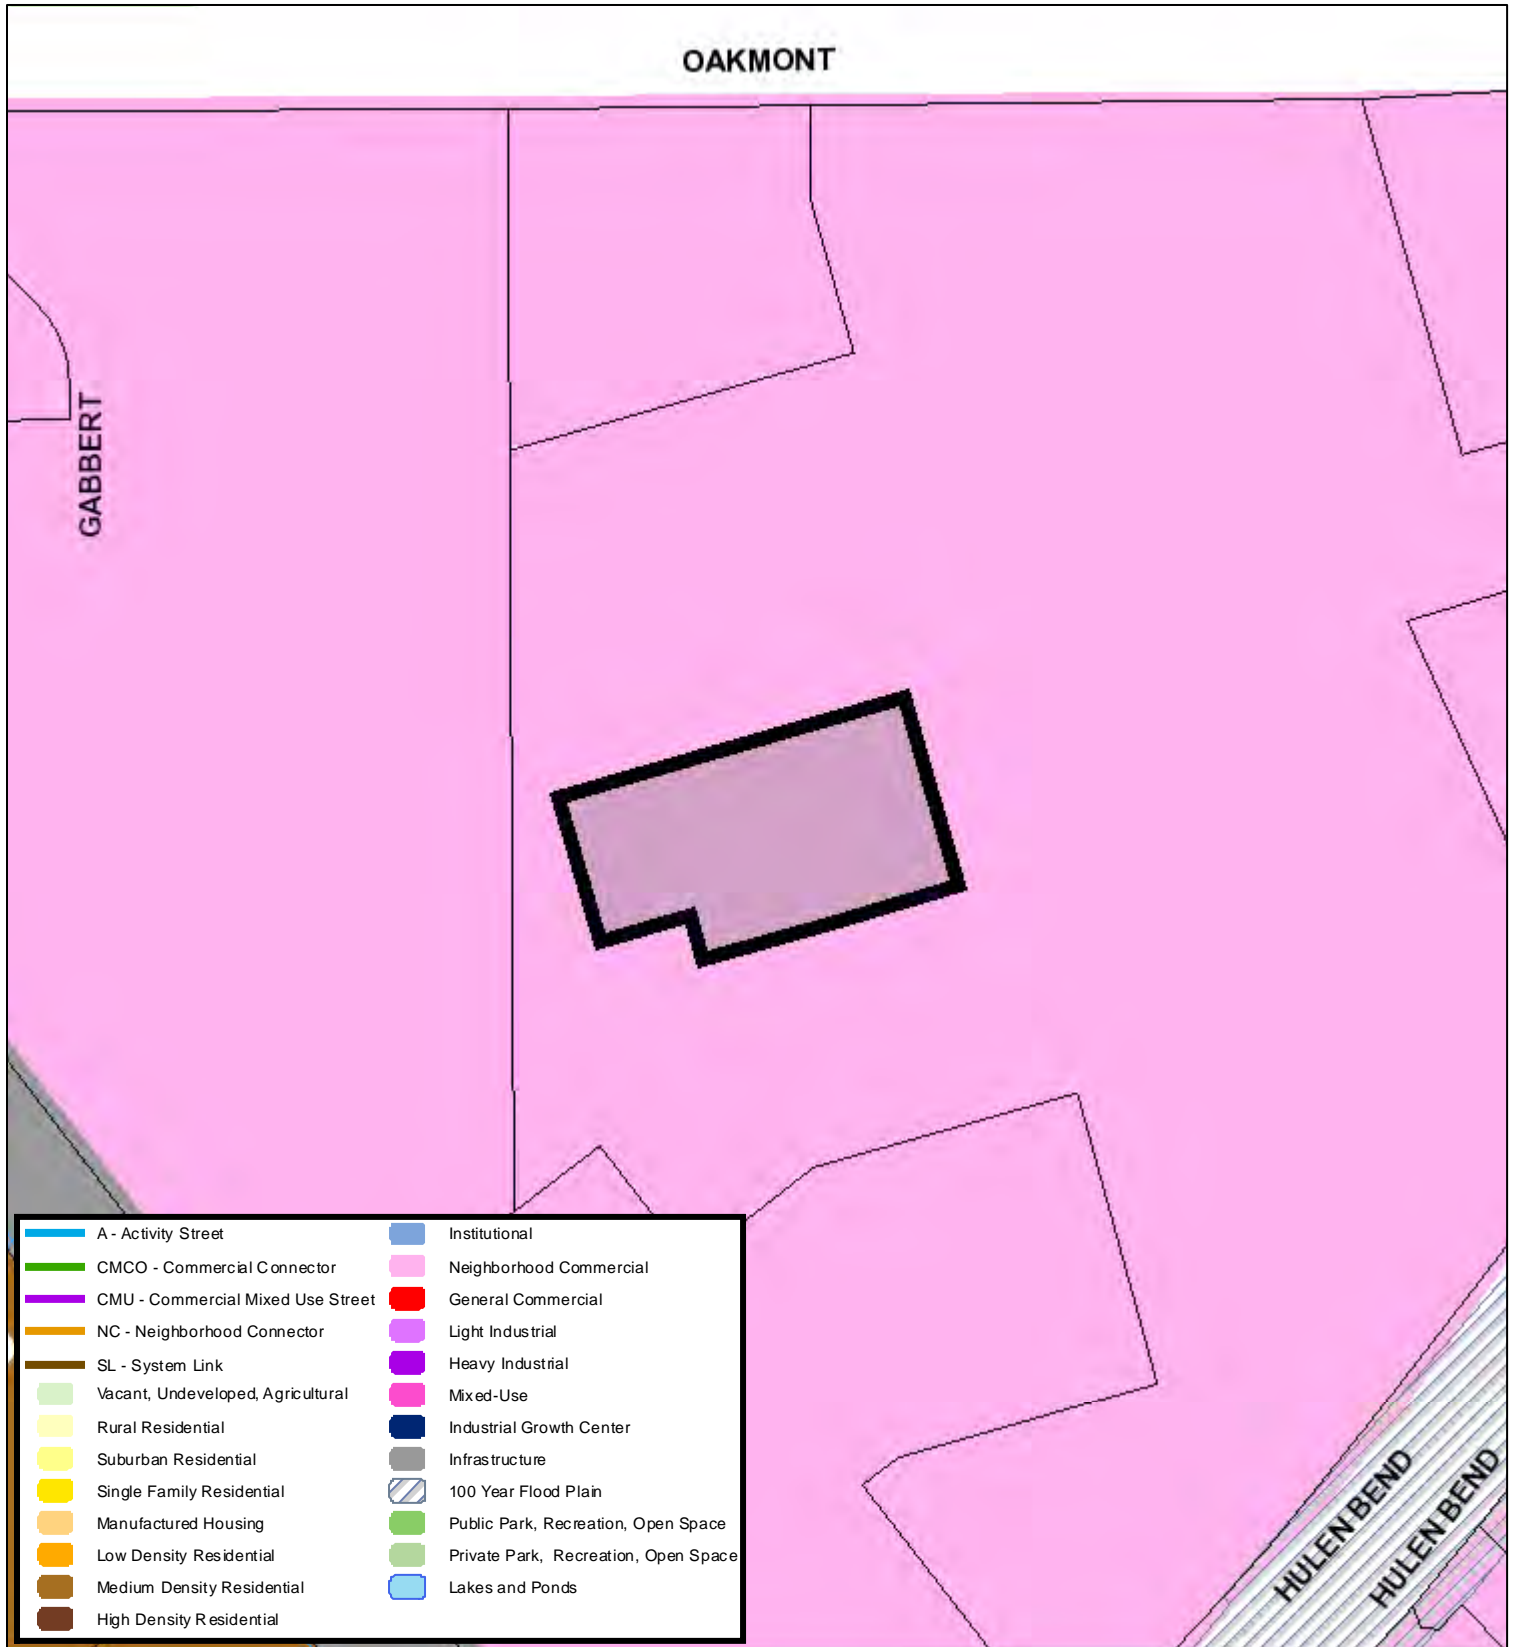 OAKMONT
GABBERT
A - Activity Street
CMCO - Commercial Connector
CMU - Commercial Mixed Use Street
NC - Neighborhood Connector
SL - System Link
Vacant, Undeveloped, Agricultural
Rural Residential
Suburban Residential
Single Family Residential
Manufactured Housing
Low Density Residential
Medium Density Residential
High Density Residential
Institutional
Neighborhood Commercial
General Commercial
Light Industrial
Heavy Industrial
Mixed-Use
Industrial Growth Center
Infrastructure
100 Year Flood Plain
Public Park, Recreation, Open Space
Private Park, Recreation, Open Space
Lakes and Ponds
HULEN BEND
HULEN BEND